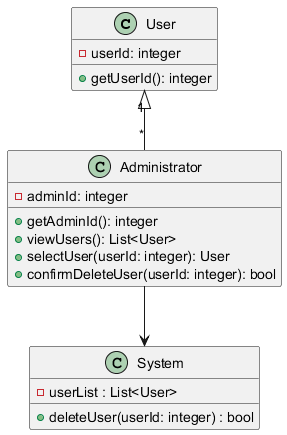 C User
userId: integer
getUserId(): integer
1
*
C Administrator
adminId: integer
getAdminId(): integer
viewUsers(): List<User>
selectUser(userId: integer): User
confirmDeleteUser(userId: integer): bool
C System
userList : List<User>
deleteUser(userId: integer) : bool